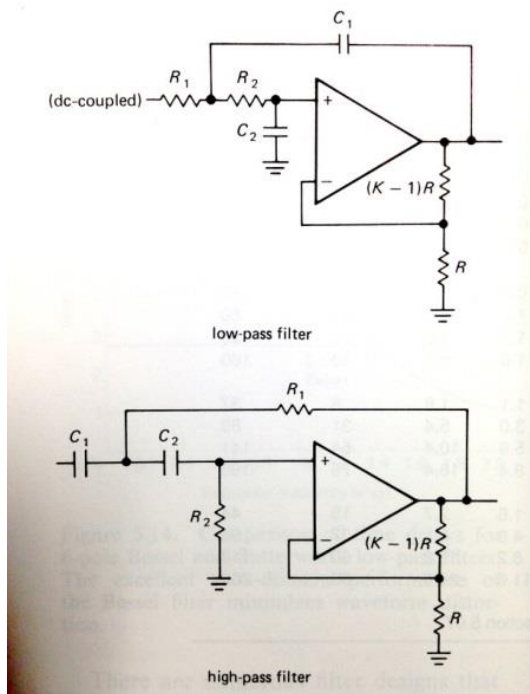 C₁
R₁ R₂
(dc-coupled)
+
C₂
−
(K − 1)R
R
low-pass filter
R₁
C₁ C₂
+
R₂
−
(K − 1)R
R
high-pass filter